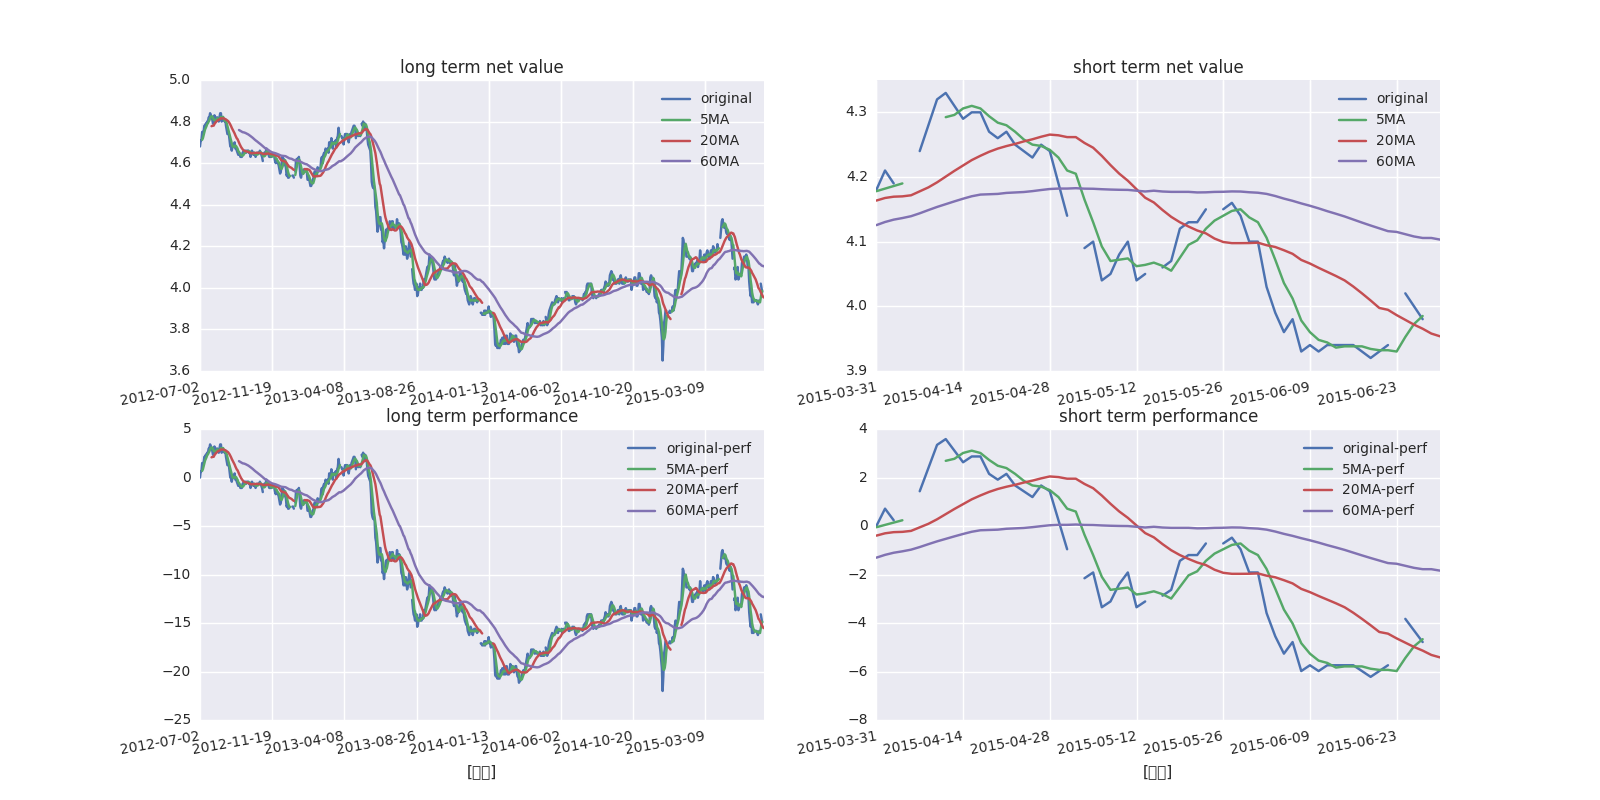 long term net value
5.0
4.8
4.6
4.4
4.2
4.0
3.8
3.6
original
5MA
20MA
60MA
2012-07-02
2012-11-19
2013-04-08
2013-08-26
2014-01-13
2014-06-02
2014-10-20
2015-03-09
short term net value
4.3
4.2
4.1
4.0
3.9
original
5MA
20MA
60MA
2015-03-31
2015-04-14
2015-04-28
2015-05-12
2015-05-26
2015-06-09
2015-06-23
long term performance
5
0
−5
−10
−15
−20
−25
original-perf
5MA-perf
20MA-perf
60MA-perf
2012-07-02
2012-11-19
2013-04-08
2013-08-26
2014-01-13
2014-06-02
2014-10-20
2015-03-09
short term performance
4
2
0
−2
−4
−6
−8
original-perf
5MA-perf
20MA-perf
60MA-perf
2015-03-31
2015-04-14
2015-04-28
2015-05-12
2015-05-26
2015-06-09
2015-06-23